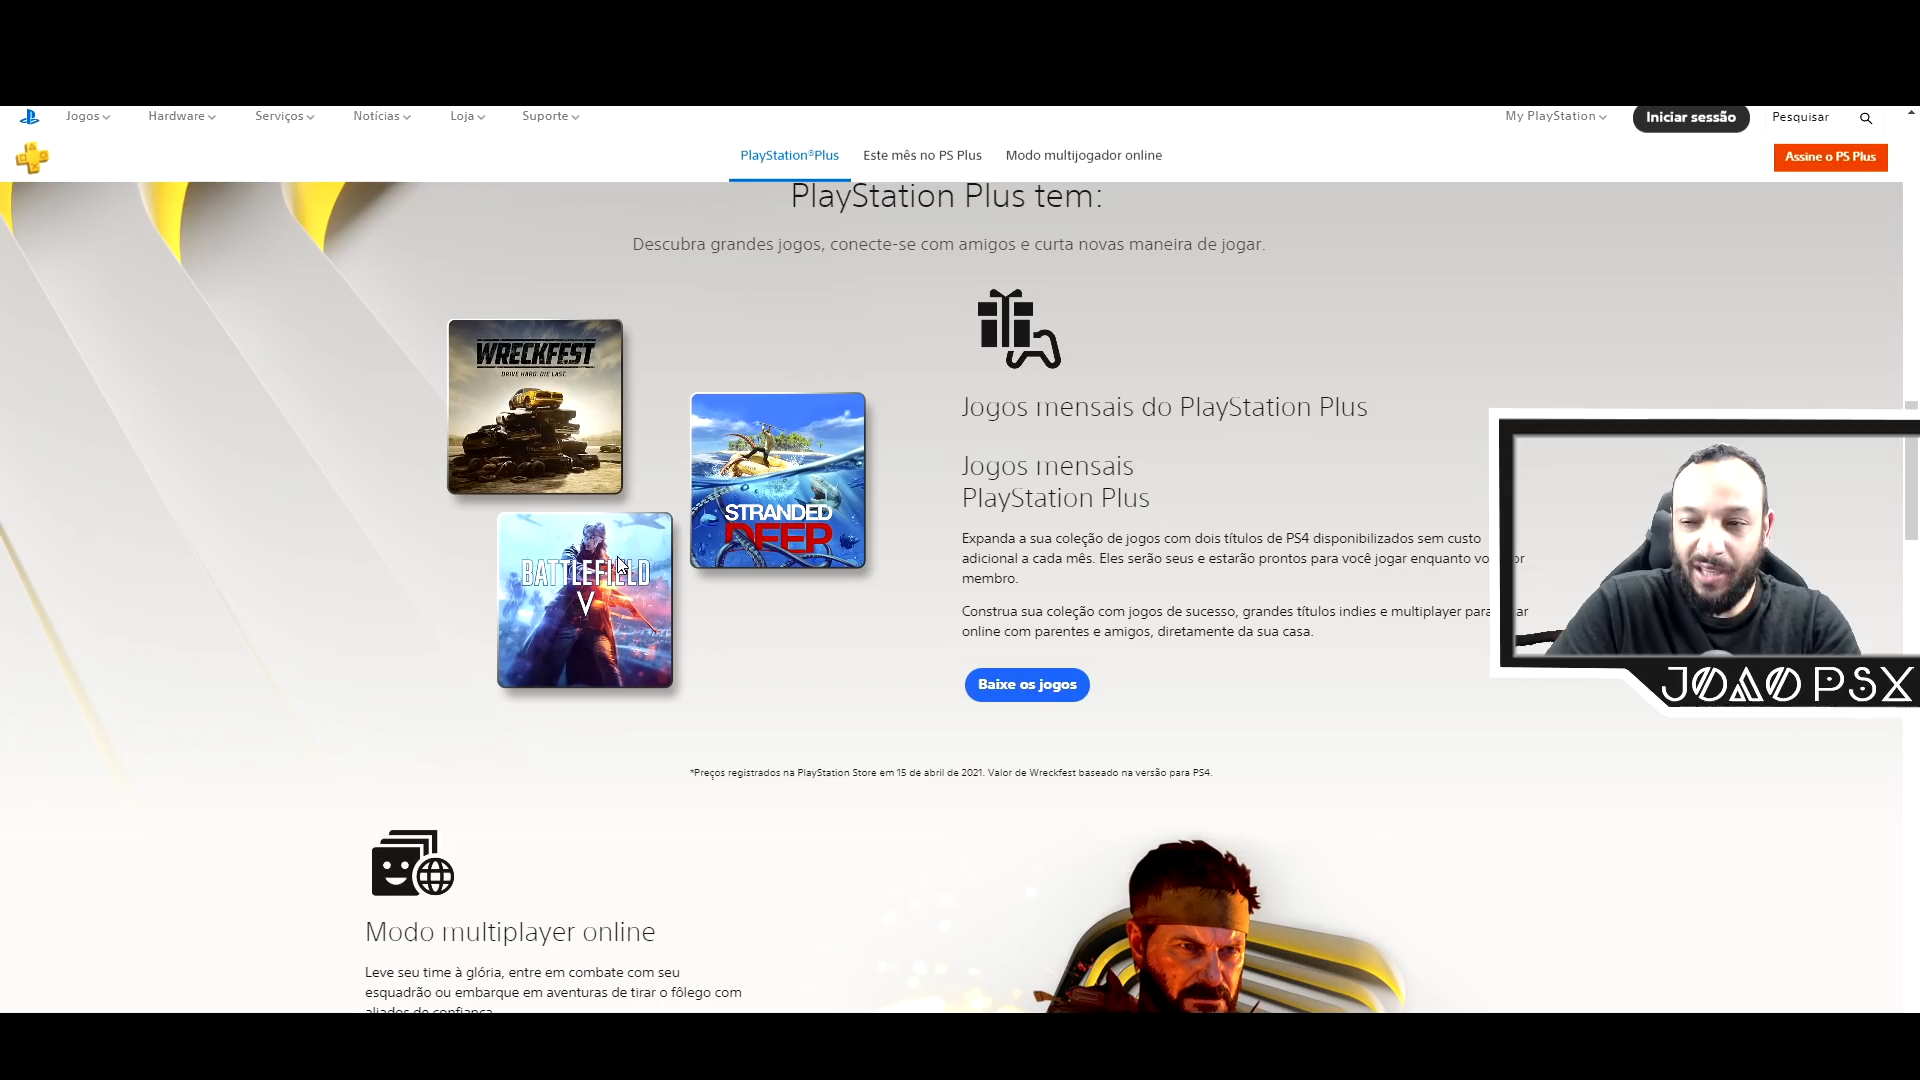 Jogos
Hardware
Serviços
Notícias
Loja
Suporte
My PlayStation
Iniciar sessão
Pesquisar
PlayStation®Plus
Este mês no PS Plus
Modo multijogador online
Assine o PS Plus
PlayStation Plus tem:
Descubra grandes jogos, conecte-se com amigos e curta novas maneira de jogar.
WRECKFEST
DRIVE HARD. DIE LAST.
STRANDED
DEEP
BATTLEFIELD
V
Jogos mensais do PlayStation Plus
Jogos mensais
PlayStation Plus
Expanda a sua coleção de jogos com dois títulos de PS4 disponibilizados sem custo
adicional a cada mês. Eles serão seus e estarão prontos para você jogar enquanto
membro.
Construa sua coleção com jogos de sucesso, grandes títulos indies e multiplayer para
online com parentes e amigos, diretamente da sua casa.
Baixe os jogos
JOAO PSX
*Preços registrados na PlayStation Store em 15 de abril de 2021. Valor de Wreckfest baseado na versão para PS4.
Modo multiplayer online
Leve seu time à glória, entre em combate com seu
esquadrão ou embarque em aventuras de tirar o fôlego com
aliados de confiança